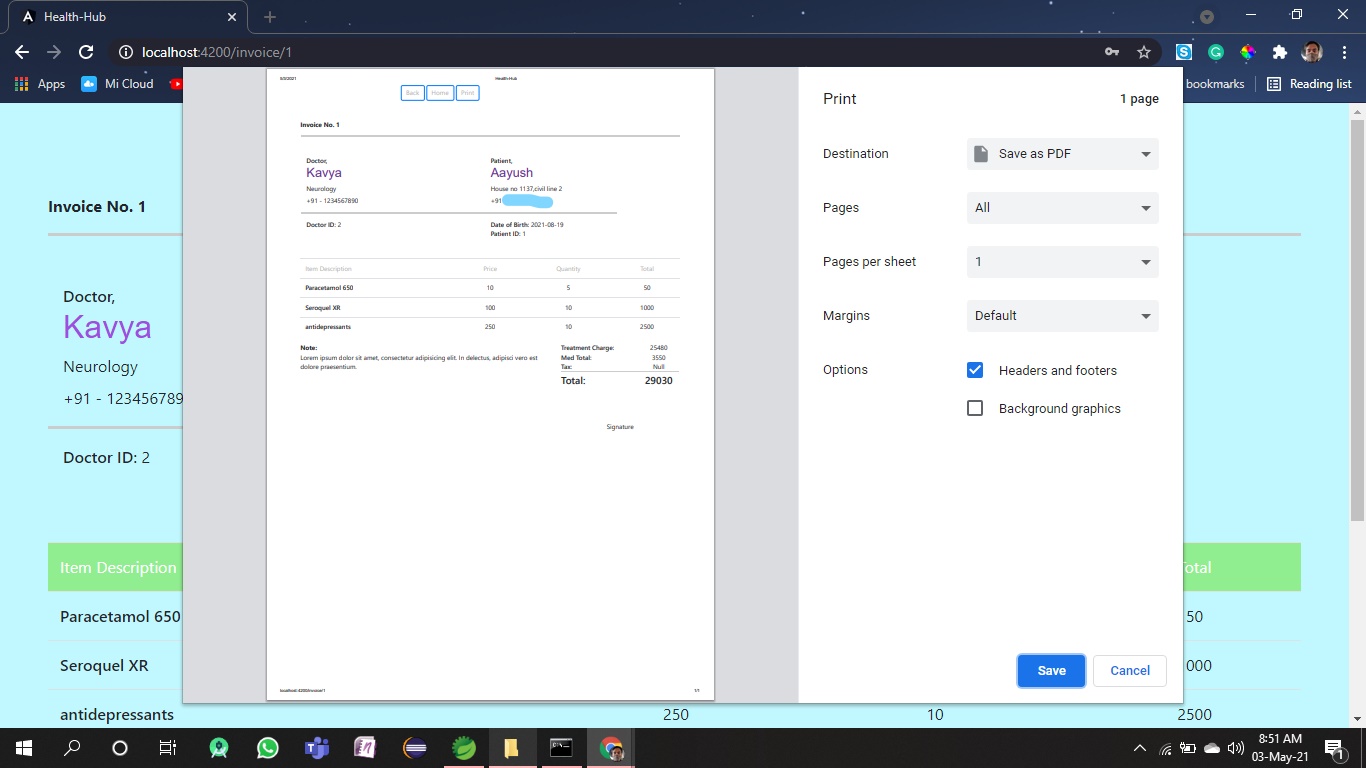 Health-Hub
localhost:4200/invoice/1
Apps
Mi Cloud
bookmarks
Reading list
Invoice No. 1
Doctor,
Kavya
Neurology
+91 - 123456789
Doctor ID: 2
Item Description
Total
Paracetamol 650
50
Seroquel XR
000
antidepressants 250 10 2500
5/3/2021 Health-Hub
Back Home Print
Invoice No. 1
Doctor, Patient,
Kavya Aayush
Neurology House no 1137,civil line 2
+91 - 1234567890 +91
Doctor ID: 2 Date of Birth: 2021-08-19
Patient ID: 1
Item Description Price Quantity Total
Paracetamol 650 10 5 50
Seroquel XR 100 10 1000
antidepressants 250 10 2500
Note: Treatment Charge: 25480
Lorem ipsum dolor sit amet, consectetur adipisicing elit. In delectus, adipisci vero est Med Total: 3550
dolore praesentium. Tax: Null
Total: 29030
Signature
localhost:4200/invoice/1 1/1
Print 1 page
Destination Save as PDF
Pages All
Pages per sheet 1
Margins Default
Options Headers and footers
Background graphics
Save Cancel
8:51 AM
03-May-21
1